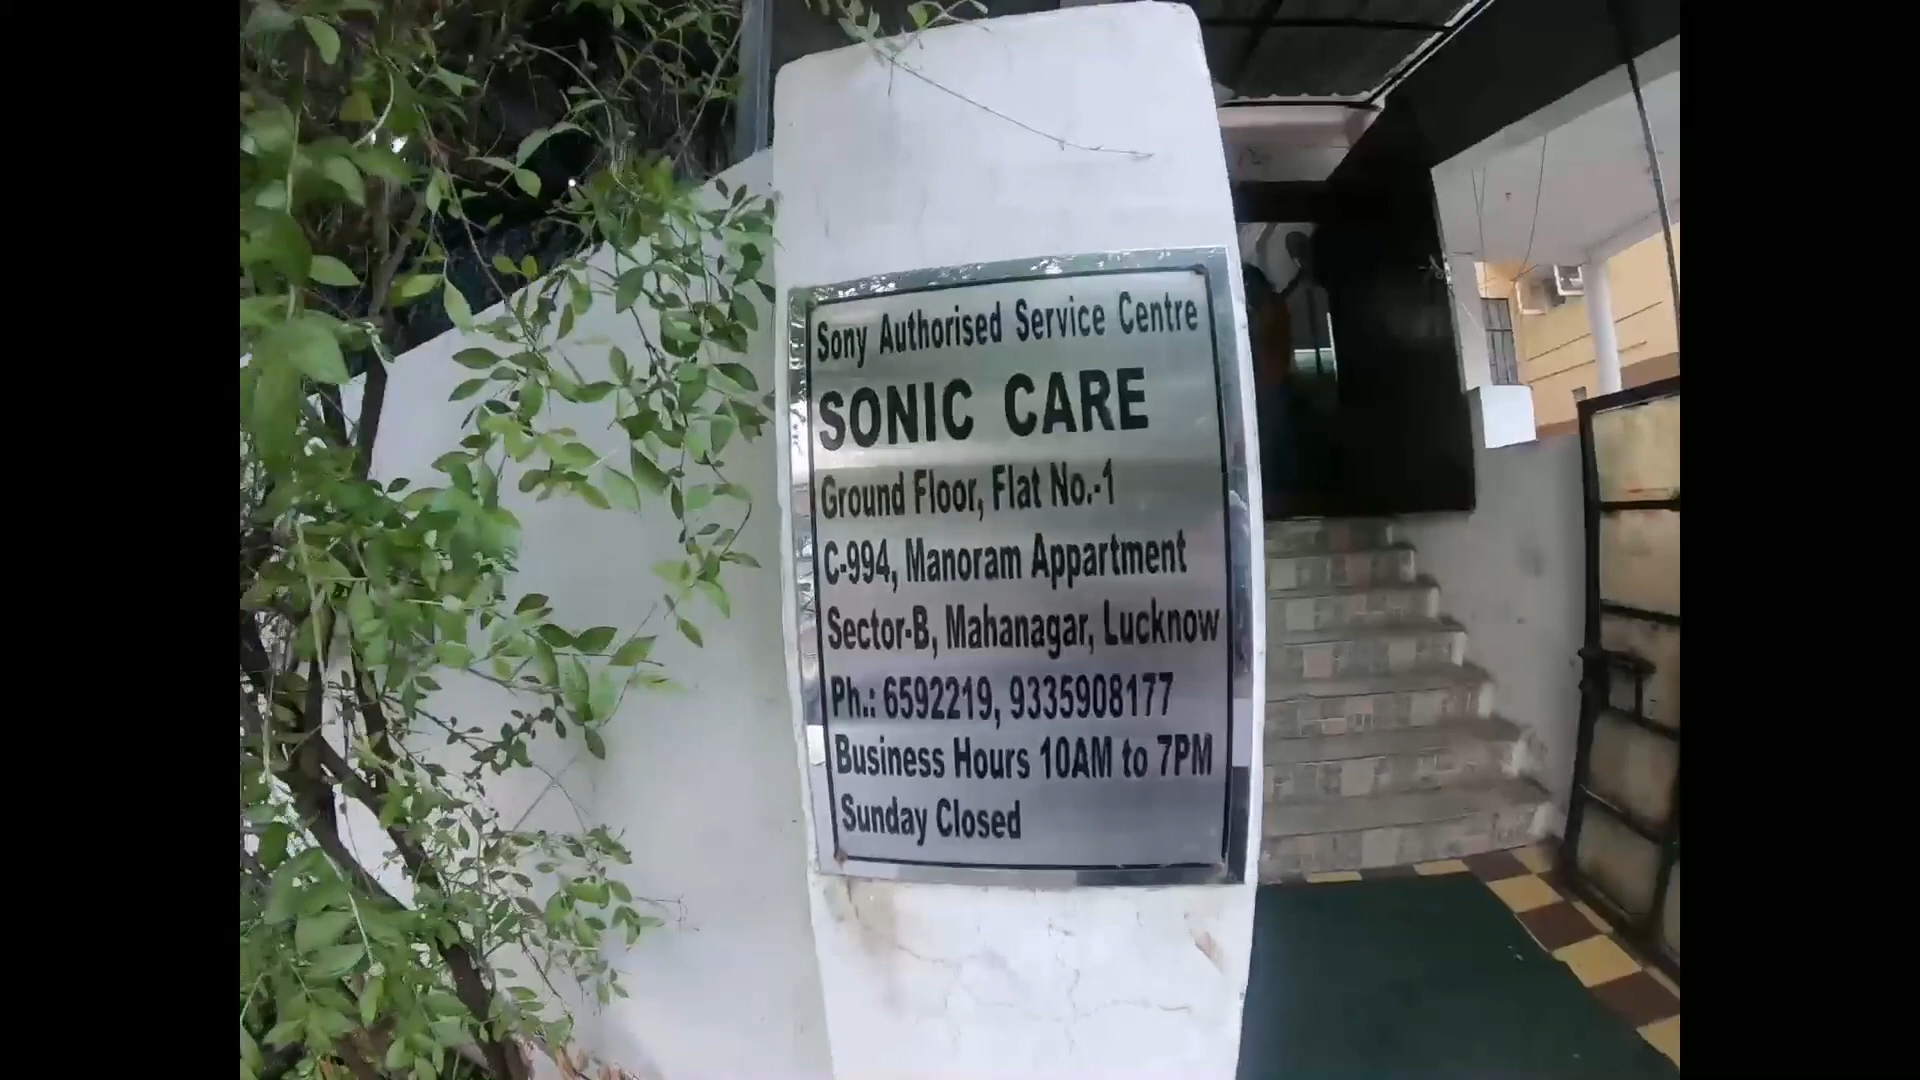 Sony Authorised Service Centre
SONIC CARE
Ground Floor, Flat No.-1
C-994, Manoram Appartment
Sector-B, Mahanagar, Lucknow
Ph.: 6592219, 9335908177
Business Hours 10AM to 7PM
Sunday Closed